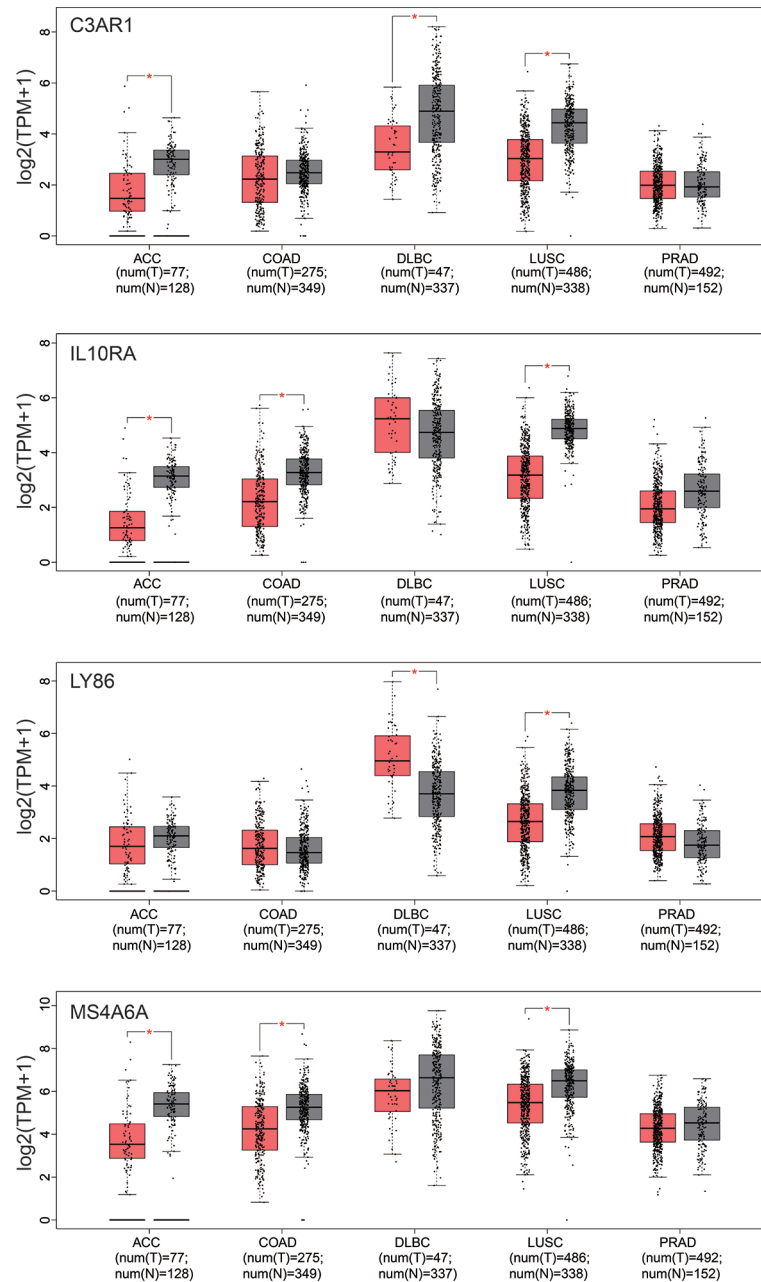 C3AR1
log2(TPM+1)
8
6
4
2
0
*
*
*
ACC
COAD
DLBC
LUSC
PRAD
(num(T)=77;
(num(T)=275;
(num(T)=47;
(num(T)=486;
(num(T)=492;
num(N)=128)
num(N)=349)
num(N)=337)
num(N)=338)
num(N)=152)
IL10RA
log2(TPM+1)
8
6
4
2
0
*
*
*
ACC
COAD
DLBC
LUSC
PRAD
(num(T)=77;
(num(T)=275;
(num(T)=47;
(num(T)=486;
(num(T)=492;
num(N)=128)
num(N)=349)
num(N)=337)
num(N)=338)
num(N)=152)
LY86
log2(TPM+1)
8
6
4
2
0
*
*
ACC
COAD
DLBC
LUSC
PRAD
(num(T)=77;
(num(T)=275;
(num(T)=47;
(num(T)=486;
(num(T)=492;
num(N)=128)
num(N)=349)
num(N)=337)
num(N)=338)
num(N)=152)
MS4A6A
log2(TPM+1)
10
8
6
4
2
0
*
*
*
ACC
COAD
DLBC
LUSC
PRAD
(num(T)=77;
(num(T)=275;
(num(T)=47;
(num(T)=486;
(num(T)=492;
num(N)=128)
num(N)=349)
num(N)=337)
num(N)=338)
num(N)=152)